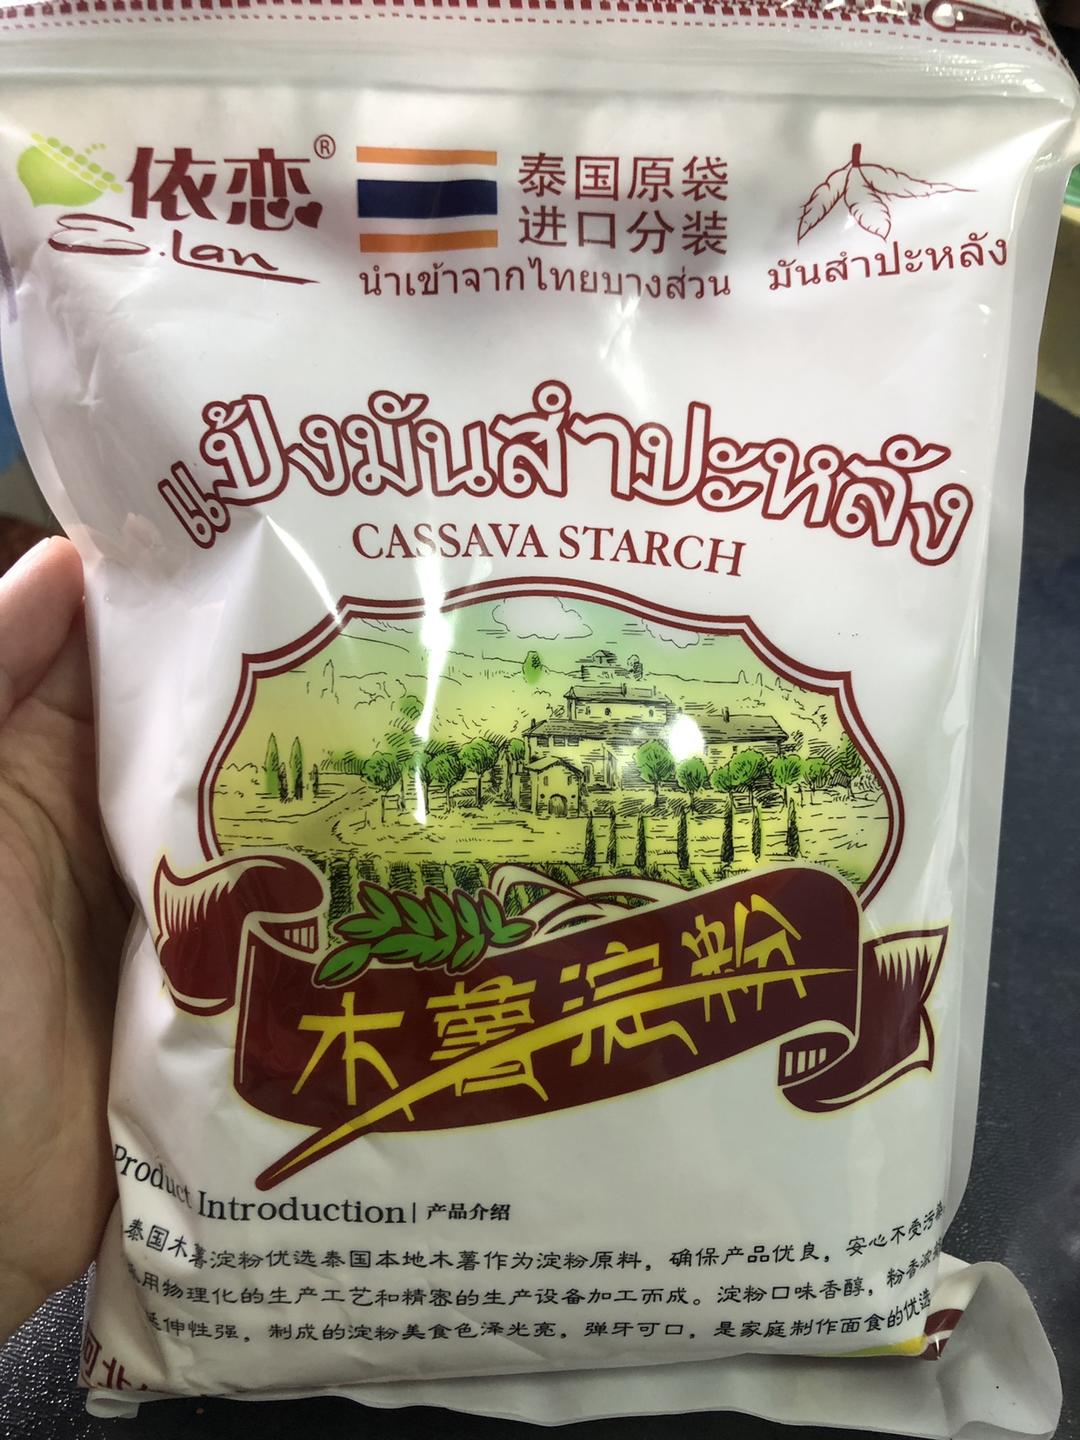 依恋®
E.Lan
泰国原袋
进口分装
นำเข้าจากไทยบางส่วน
มันสำปะหลัง
แป้งมันสำปะหลัง
CASSAVA STARCH
木薯淀粉
Product Introduction | 产品介绍
泰国木薯淀粉优选泰国本地木薯作为淀粉原料，确保产品优良，安心不受污染，
用物理化的生产工艺和精密的生产设备加工而成。淀粉口味香醇，粉香浓
延伸性强，制成的淀粉美食色泽光亮，弹牙可口，是家庭制作面食的优选
河北